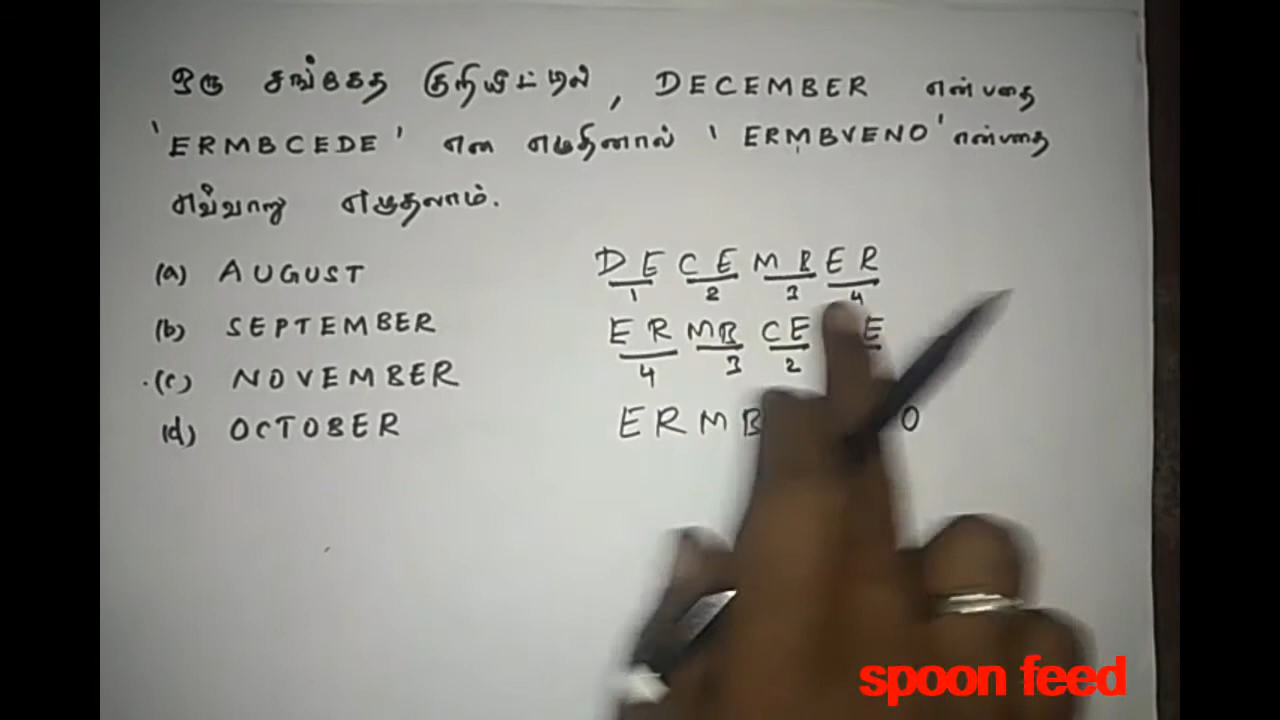 ஒரு சங்கேத குறியீட்டில், DECEMBER என்பதை
'ERMBCEDE' என எழுதினால் 'ERMBVENO' என்பதை
எவ்வாறு எழுதலாம்.
(a) AUGUST
(b) SEPTEMBER
(c) NOVEMBER
(d) OCTOBER
DE CE MB ER
1 2 3 4
ER MB CE E
4 3 2
ERMB O
spoon feed